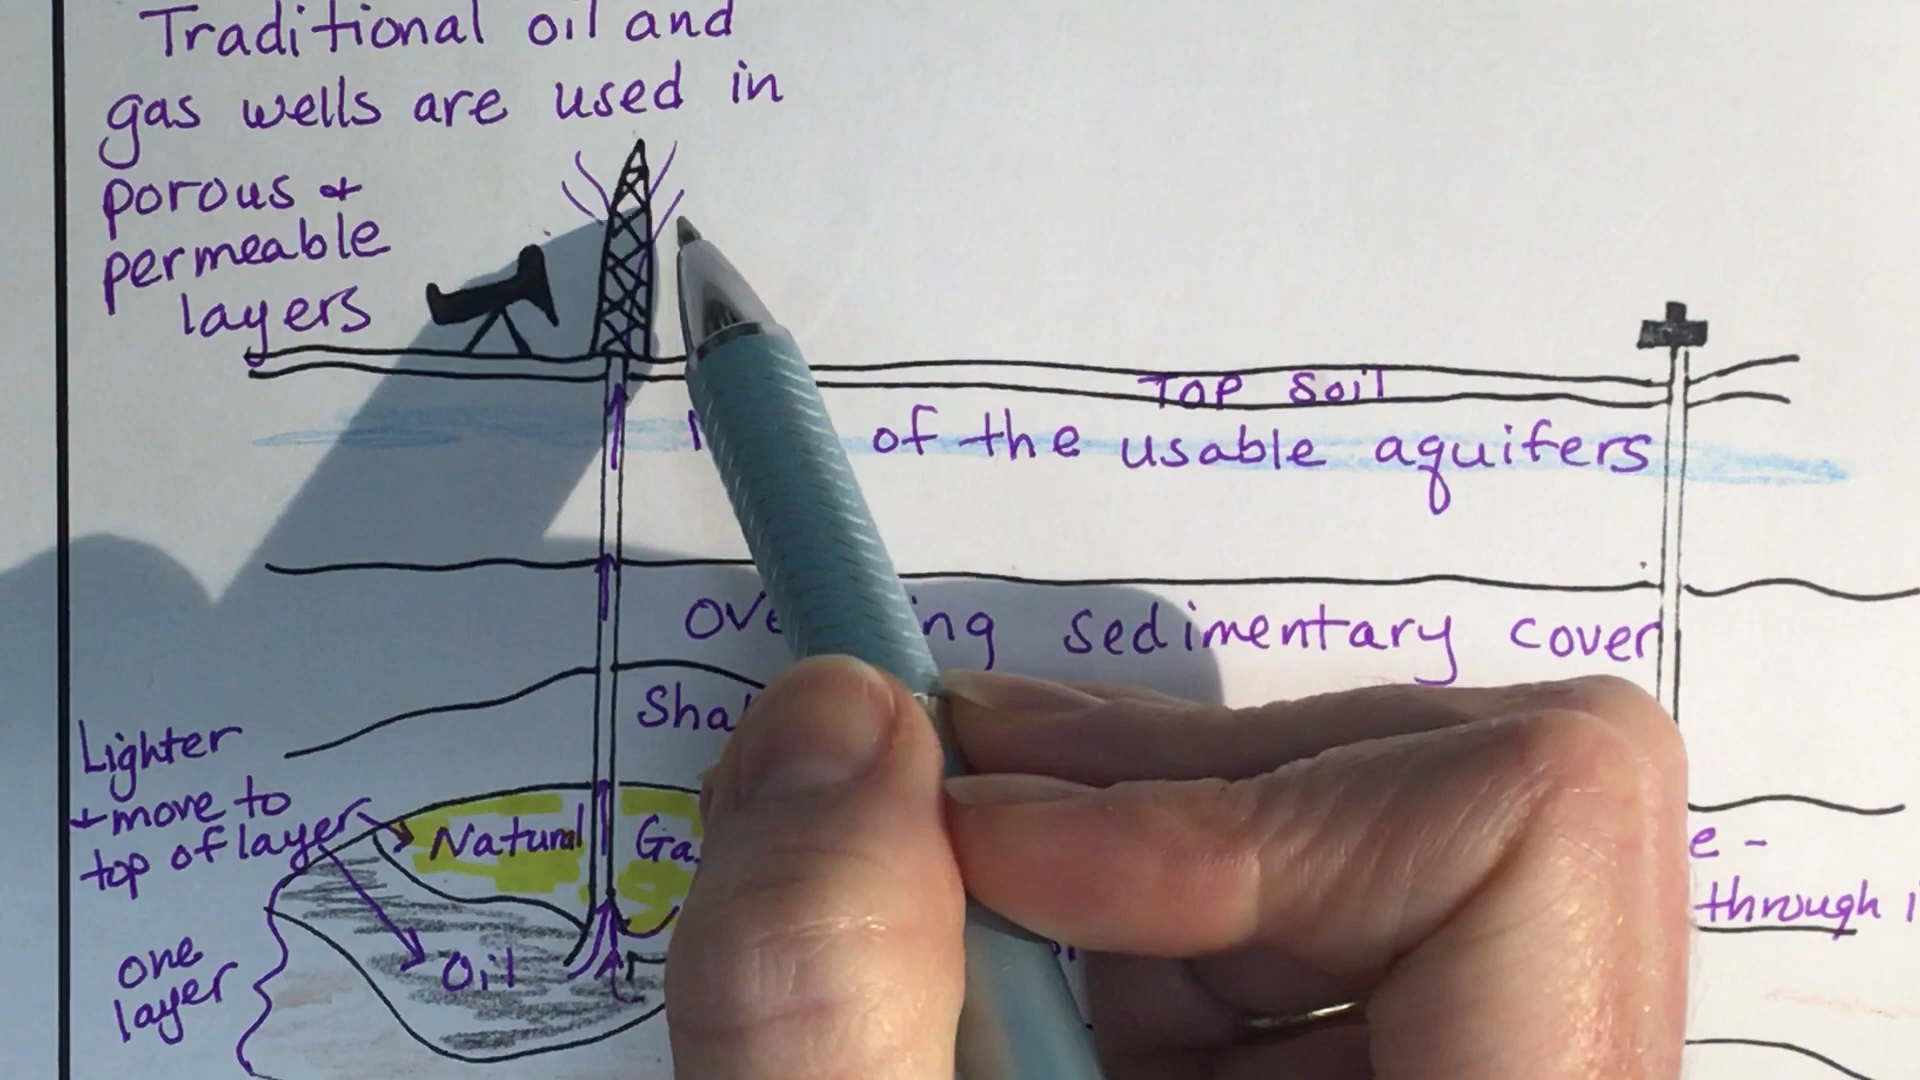 Traditional oil and
gas wells are used in
porous +
permeable
layers
Top Soil
of the usable aquifers
sedimentary cover
Lighter
+ move to
top of layer
Natural
Oil
one
layer
through